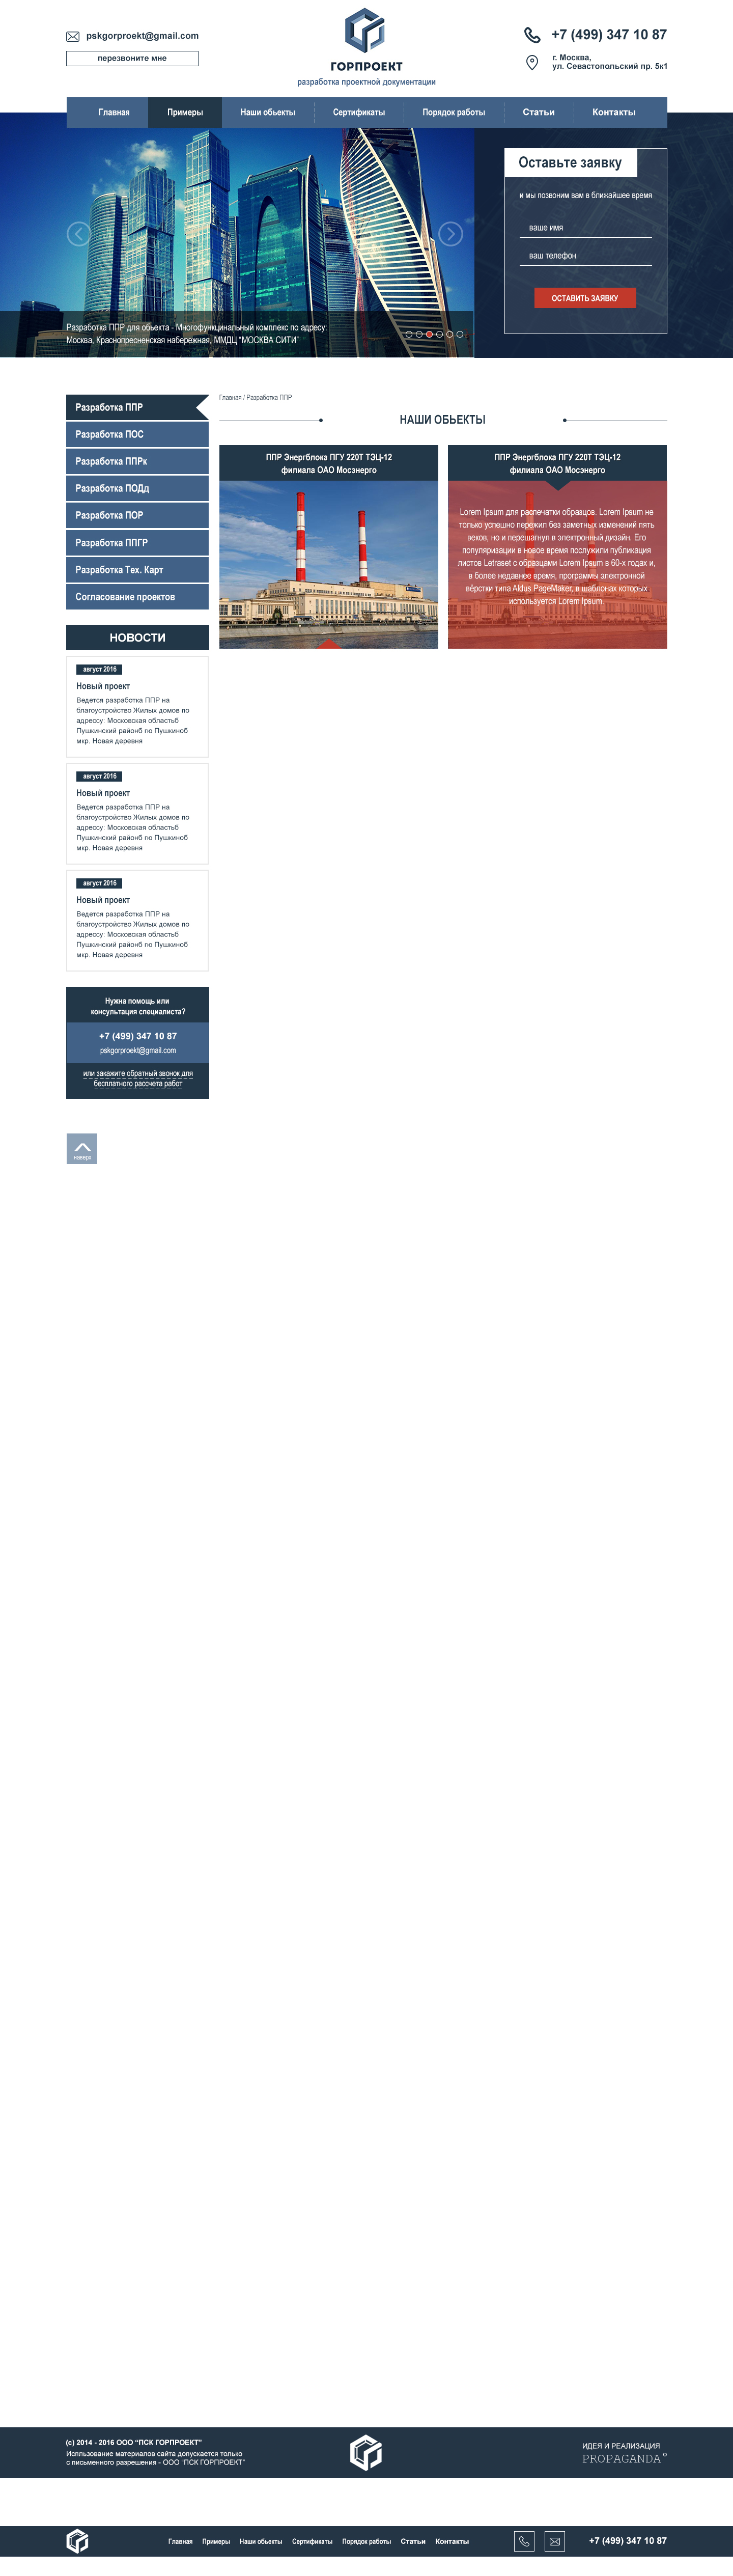 pskgorproekt@gmail.com
перезвоните мне
ГОРПРОЕКТ
разработка проектной документации
+7 (499) 347 10 87
г. Москва,
ул. Севастопольский пр. 5к1
Главная Примеры Наши обьекты Сертификаты Порядок работы Статьи Контакты
Разработка ППР для обьекта - Многофункцинальный комплекс по адресу:
Москва, Краснопресненская набережная, ММДЦ "МОСКВА СИТИ"
Оставьте заявку
и мы позвоним вам в ближайшее время
ваше имя
ваш телефон
ОСТАВИТЬ ЗАЯВКУ
Разработка ППР
Разработка ПОС
Разработка ППРк
Разработка ПОДд
Разработка ПОР
Разработка ППГР
Разработка Тех. Карт
Согласование проектов
НОВОСТИ
август 2016
Новый проект
Ведется разработка ППР на
благоустройство Жилых домов по
адрессу: Московская областьб
Пушкинский районб по Пушкиноб
мкр. Новая деревня
август 2016
Новый проект
Ведется разработка ППР на
благоустройство Жилых домов по
адрессу: Московская областьб
Пушкинский районб по Пушкиноб
мкр. Новая деревня
август 2016
Новый проект
Ведется разработка ППР на
благоустройство Жилых домов по
адрессу: Московская областьб
Пушкинский районб по Пушкиноб
мкр. Новая деревня
Нужна помощь или
консультация специалиста?
+7 (499) 347 10 87
pskgorproekt@gmail.com
или закажите обратный звонок для
бесплатного рассчета работ
наверх
Главная / Разработка ППР
НАШИ ОБЬЕКТЫ
ППР Энергблока ПГУ 220Т ТЭЦ-12
филиала ОАО Мосэнерго
ППР Энергблока ПГУ 220Т ТЭЦ-12
филиала ОАО Мосэнерго
Lorem Ipsum для распечатки образцов. Lorem Ipsum не
только успешно пережил без заметных изменений пять
веков, но и перешагнул в электронный дизайн. Его
популяризации в новое время послужили публикация
листов Letraset с образцами Lorem Ipsum в 60-х годах и,
в более недавнее время, программы электронной
вёрстки типа Aldus PageMaker, в шаблонах которых
используется Lorem Ipsum.
(c) 2014 - 2016 ООО "ПСК ГОРПРОЕКТ"
Испльзование материалов сайта допускается только
с письменного разрешения - ООО "ПСК ГОРПРОЕКТ"
ИДЕЯ И РЕАЛИЗАЦИЯ
PROPAGANDA°
Главная Примеры Наши обьекты Сертификаты Порядок работы Статьи Контакты
+7 (499) 347 10 87